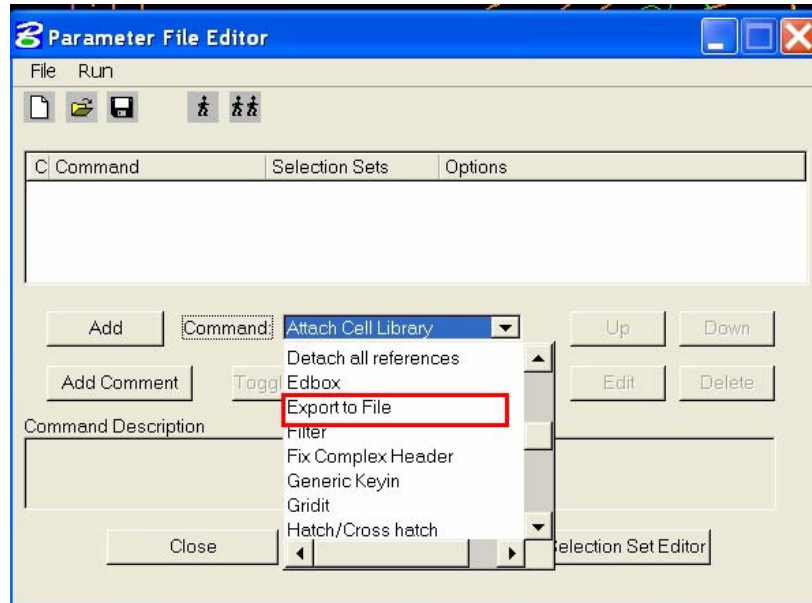 Parameter File Editor
File Run
C Command Selection Sets Options
Add Command: Attach Cell Library Up Down
Detach all references
Add Comment Toggl Edbox Edit Delete
Export to File
Command Description
Filter
Fix Complex Header
Generic Keyin
Gridit
Hatch/Cross hatch
Close election Set Editor